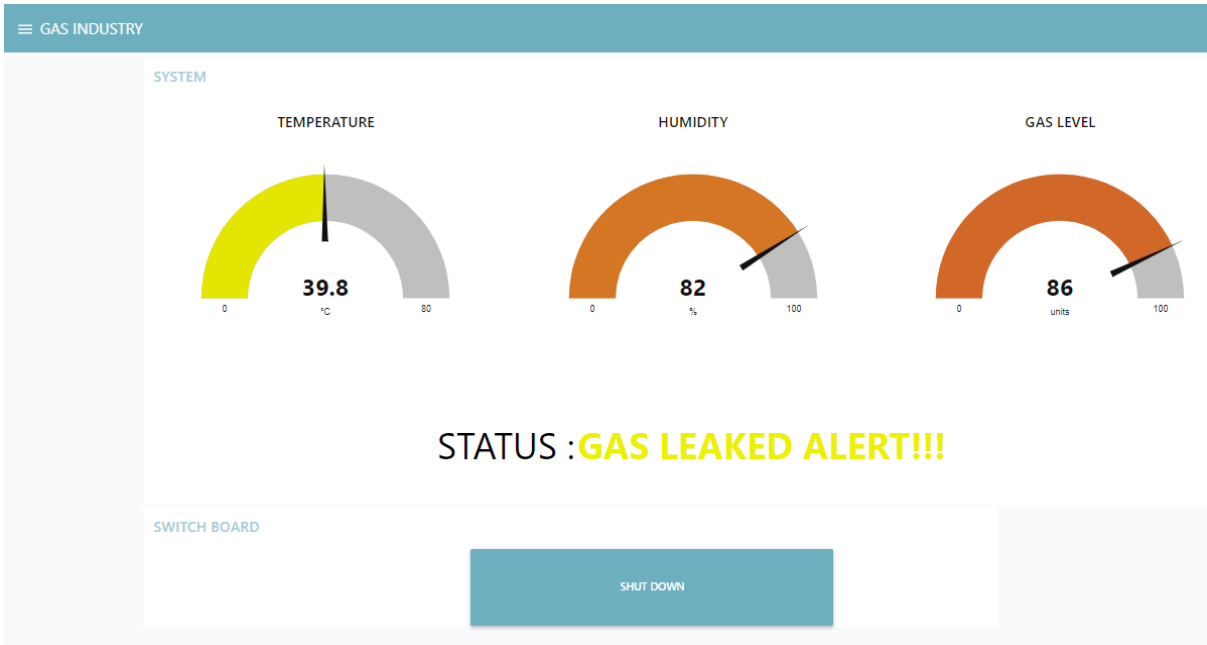 GAS INDUSTRY
SYSTEM
TEMPERATURE HUMIDITY GAS LEVEL
39.8 82 86
0 °C 80 0 % 100 0 units 100
STATUS :GAS LEAKED ALERT!!!
SWITCH BOARD
SHUT DOWN